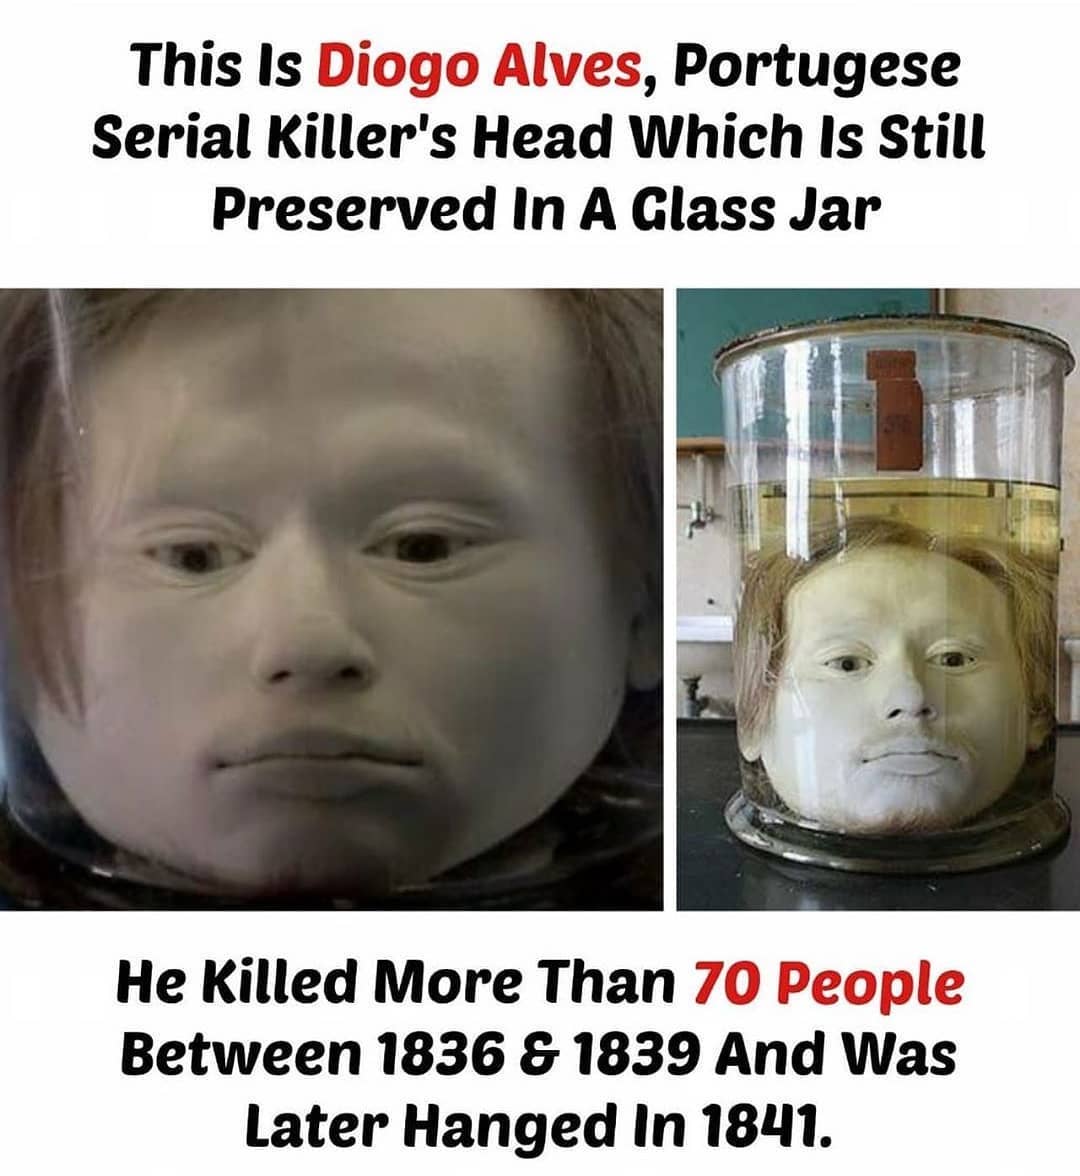 This Is Diogo Alves, Portugese
Serial Killer's Head Which Is Still
Preserved In A Glass Jar
He Killed More Than 70 People
Between 1836 & 1839 And Was
Later Hanged In 1841.